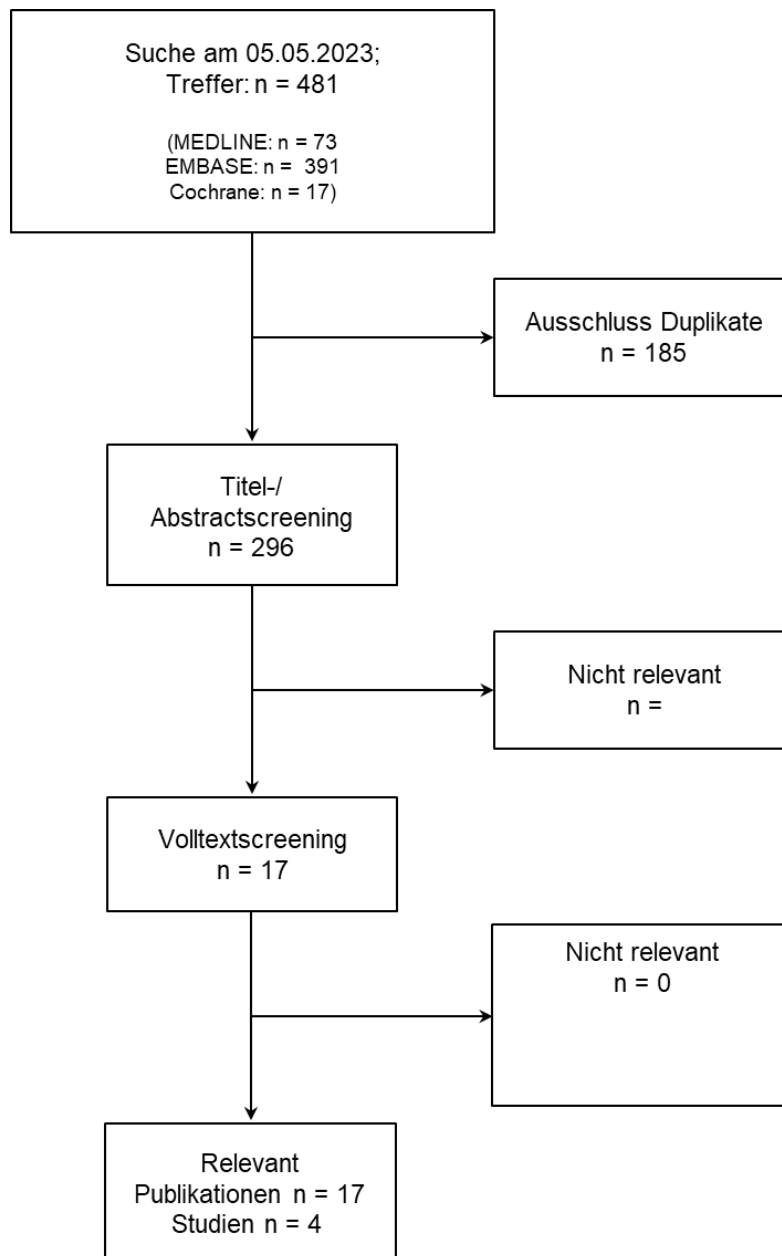 Suche am 05.05.2023;
Treffer: n = 481
(MEDLINE: n = 73
EMBASE: n =  391
Cochrane: n = 17)
Ausschluss Duplikate
n = 185
Titel-/
Abstractscreening
n = 296
Nicht relevant
n =
Volltextscreening
n = 17
Nicht relevant
n = 0
Relevant
Publikationen  n = 17
Studien n = 4